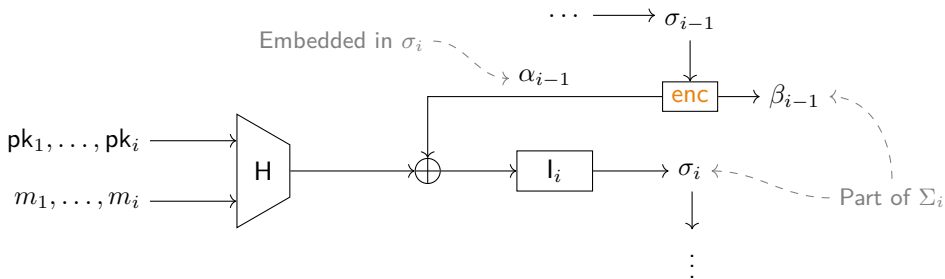 ⋯ σ_{i−1}
Embedded in σ_i
α_{i−1}
enc
β_{i−1}
pk_1, . . . , pk_i
H
⊕
I_i
σ_i
m_1, . . . , m_i
Part of Σ_i
⋮